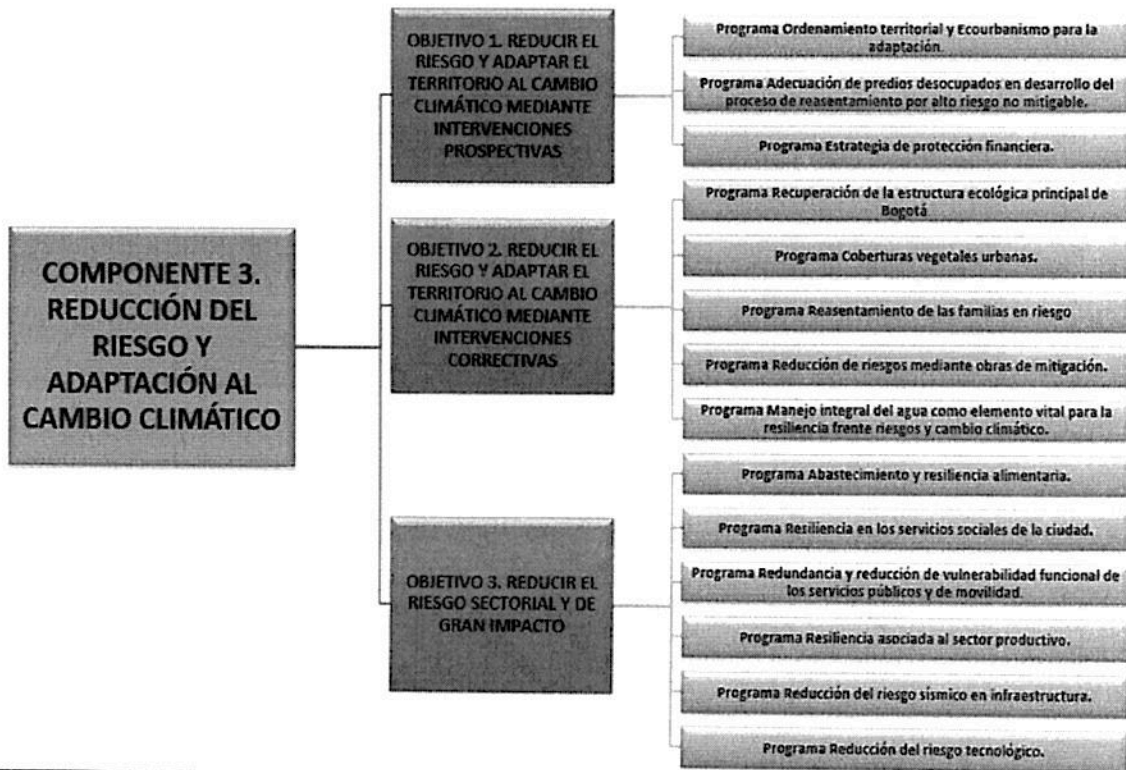 COMPONENTE 3.
REDUCCIÓN DEL
RIESGO Y
ADAPTACIÓN AL
CAMBIO CLIMÁTICO
OBJETIVO 1. REDUCIR EL
RIESGO Y ADAPTAR EL
TERRITORIO AL CAMBIO
CLIMÁTICO MEDIANTE
INTERVENCIONES
PROSPECTIVAS
Programa Ordenamiento territorial y Ecourbanismo para la
adaptación.
Programa Adecuación de predios desocupados en desarrollo del
proceso de reasentamiento por alto riesgo no mitigable.
Programa Estrategia de protección financiera.
OBJETIVO 2. REDUCIR EL
RIESGO Y ADAPTAR EL
TERRITORIO AL CAMBIO
CLIMÁTICO MEDIANTE
INTERVENCIONES
CORRECTIVAS
Programa Recuperación de la estructura ecológica principal de
Bogotá
Programa Coberturas vegetales urbanas.
Programa Reasentamiento de las familias en riesgo
Programa Reducción de riesgos mediante obras de mitigación.
Programa Manejo integral del agua como elemento vital para la
resiliencia frente riesgos y cambio climático.
OBJETIVO 3. REDUCIR EL
RIESGO SECTORIAL Y DE
GRAN IMPACTO
Programa Abastecimiento y resiliencia alimentaria.
Programa Resiliencia en los servicios sociales de la ciudad.
Programa Redundancia y reducción de vulnerabilidad funcional de
los servicios públicos y de movilidad.
Programa Resiliencia asociada al sector productivo.
Programa Reducción del riesgo sísmico en infraestructura.
Programa Reducción del riesgo tecnológico.